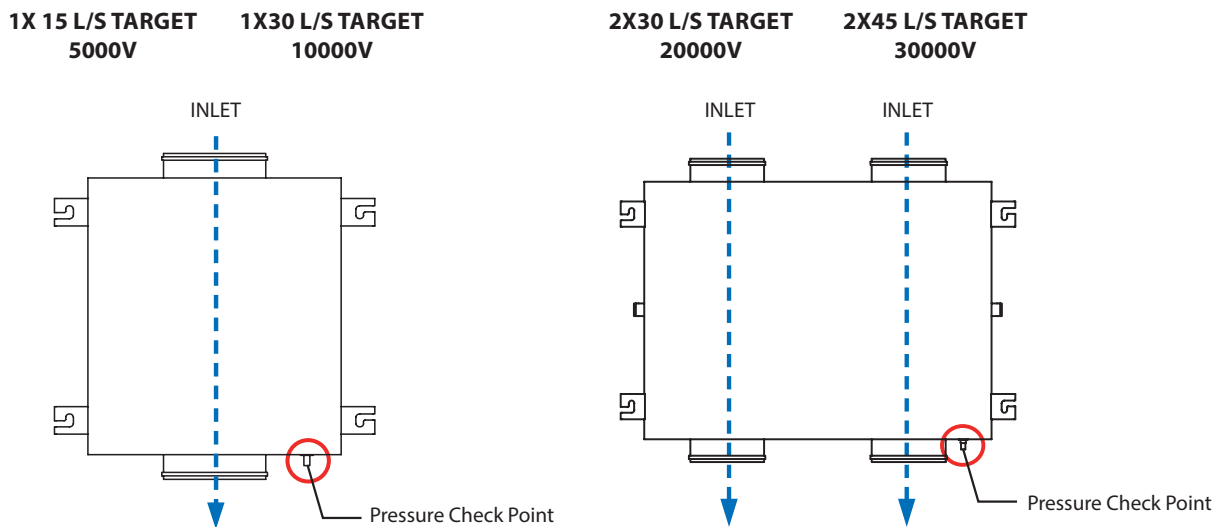 1X 15 L/S TARGET
5000V
1X30 L/S TARGET
10000V
2X30 L/S TARGET
20000V
2X45 L/S TARGET
30000V
INLET
INLET
INLET
Pressure Check Point
Pressure Check Point